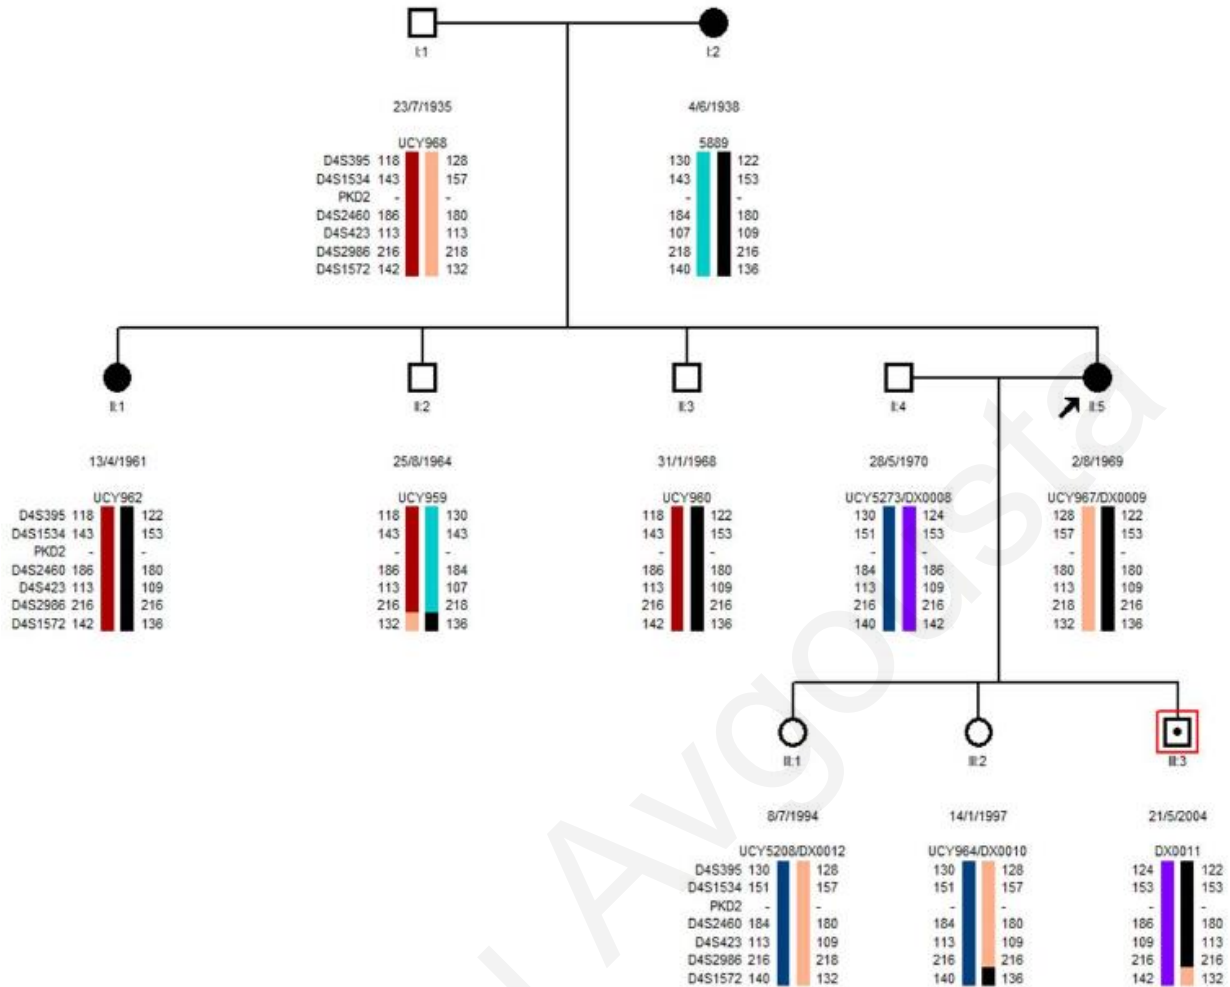 I:1 I:2
23/7/1935 4/6/1938
UCY968 5889
D4S395 118 128 130 122
D4S1534 143 157 143 153
PKD2 - - - -
D4S2460 186 180 184 180
D4S423 113 113 107 109
D4S2986 216 218 218 216
D4S1572 142 132 140 136
II:1 II:2 II:3 II:4 II:5
13/4/1961 25/8/1964 31/1/1968 28/5/1970 2/8/1969
UCY962 UCY959 UCY960 UCY5273/DX0008 UCY967/DX0009
D4S395 118 122 118 130 118 122 130 124 128 122
D4S1534 143 153 143 143 143 153 151 153 157 153
PKD2 - - - - - - - - - -
D4S2460 186 180 186 184 186 180 184 186 180 180
D4S423 113 109 113 107 113 109 113 109 113 109
D4S2986 216 216 216 218 216 216 216 216 218 216
D4S1572 142 136 132 136 142 136 140 142 132 136
III:1 III:2 III:3
8/7/1994 14/1/1997 21/5/2004
UCY5208/DX0012 UCY964/DX0010 DX0011
D4S395 130 128 130 128 124 122
D4S1534 151 157 151 157 153 153
PKD2 - - - - - -
D4S2460 184 180 184 180 186 180
D4S423 113 109 113 109 109 113
D4S2986 216 218 216 216 216 216
D4S1572 140 132 140 136 142 132
Avgousta